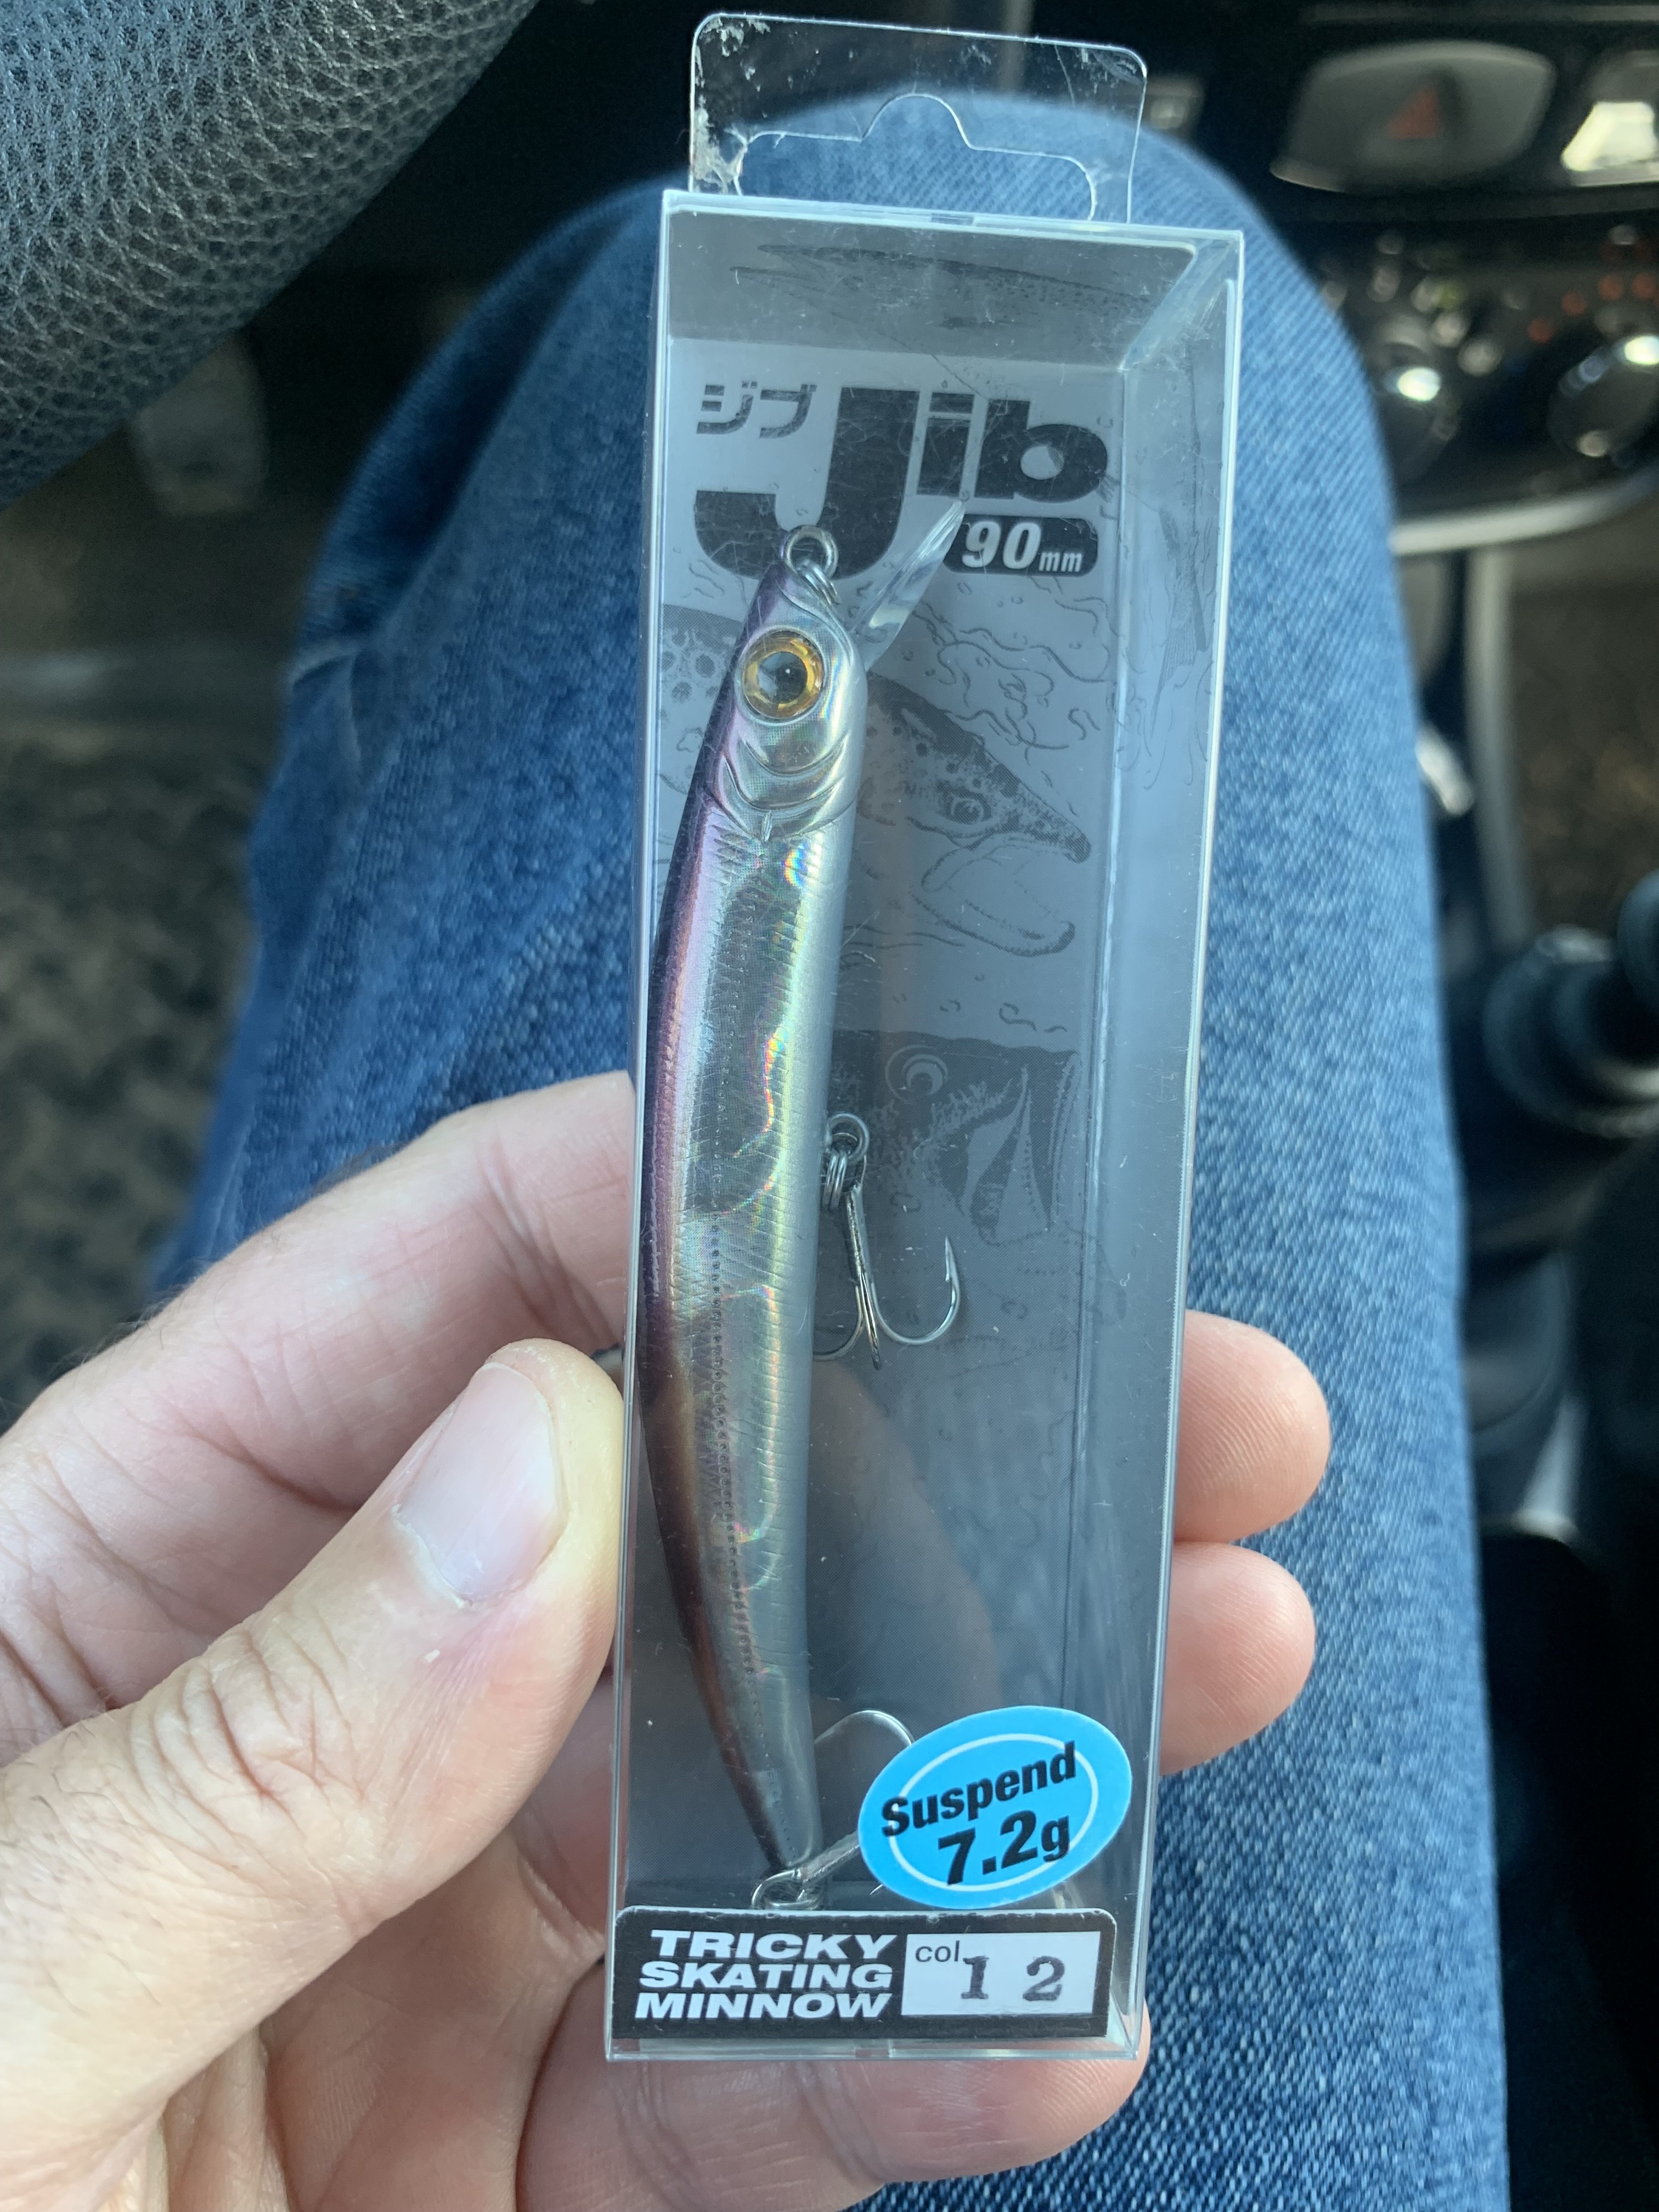 ジブ
Jib
90mm
Suspend
7.2g
TRICKY
SKATING
MINNOW
col.
12